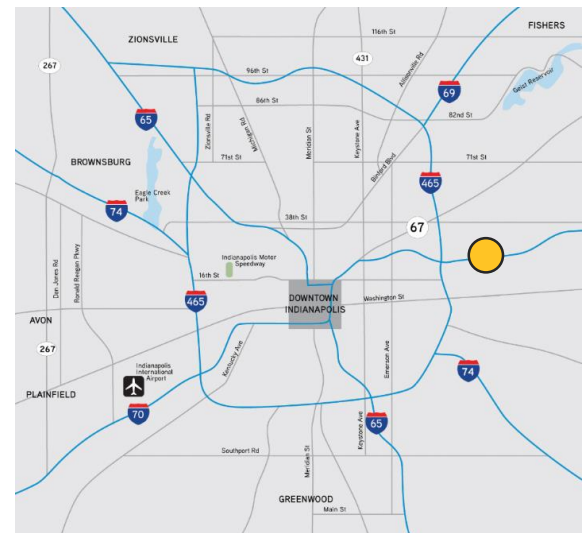 FISHERS
116th St
ZIONSVILLE
431
Allisonville Rd
267
96th St
69
Geist Reservoir
86th St
82nd St
65
Zionsville Rd
Michigan Rd
Meridian St
Keystone Ave
Binford Blvd
BROWNSBURG
71st St
71st St
465
Eagle Creek
Park
74
38th St
67
Indianapolis Motor
Speedway
Dan Jones Rd
Ronald Reagan Pkwy
16th St
465
DOWNTOWN
INDIANAPOLIS
Washington St
AVON
267
Kentucky Ave
Emerson Ave
Indianapolis
International
Airport
74
PLAINFIELD
70
65
Keystone Ave
Southport Rd
Meridian St
GREENWOOD
Main St